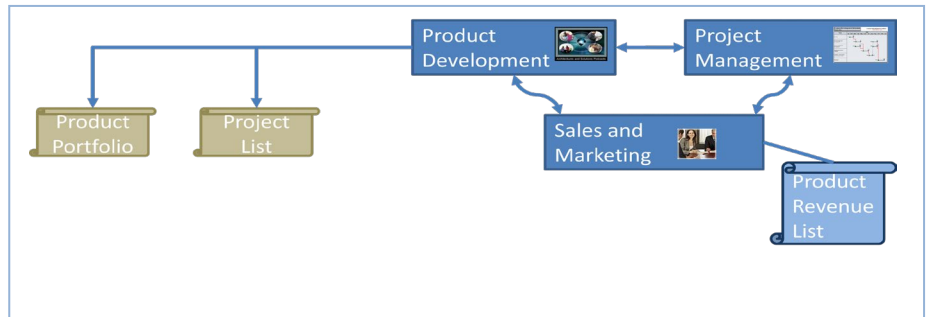 Product
Development
Project
Management
Product
Portfolio
Project
List
Sales and
Marketing
Product
Revenue
List